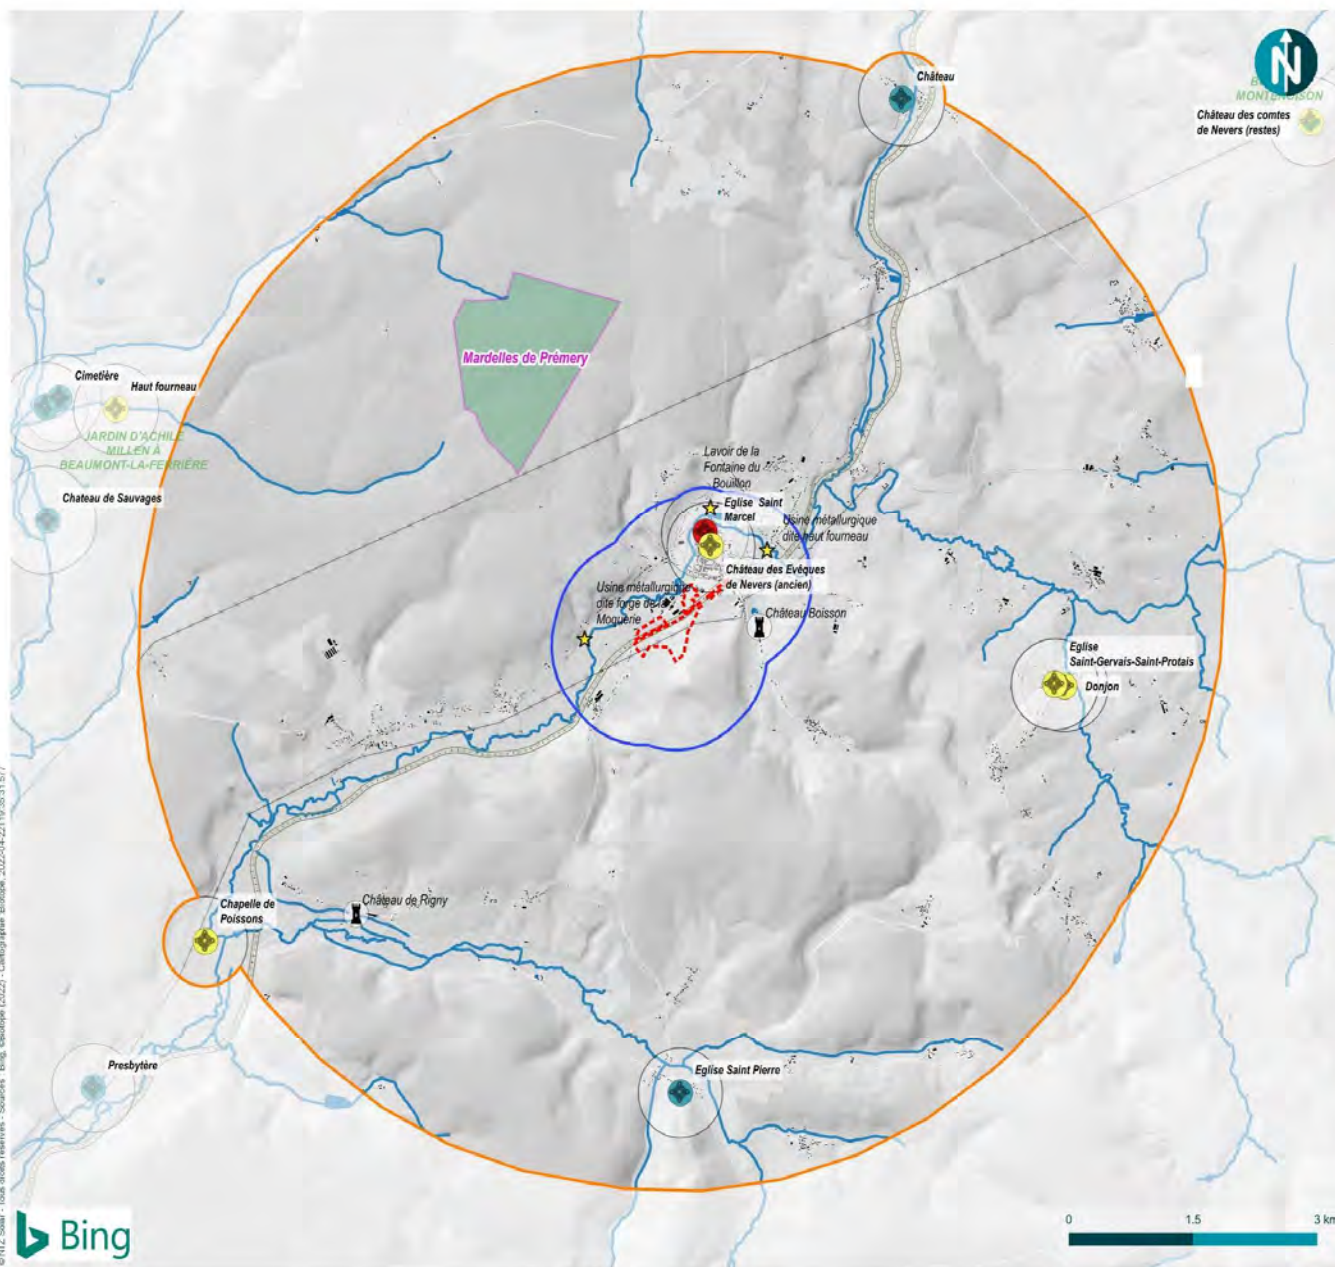 N
Château
B
MONTENOISON
Château des comtes
de Nevers (restes)
Mardelles de Prémery
Cimetière
Haut fourneau
JARDIN D'ACHILE
MILLEN À
BEAUMONT-LA-FERRIÈRE
Chateau de Sauvages
Lavoir de la
Fontaine du
Bouillon
Eglise Saint
Marcel
Usine métallurgique
dite haut fourneau
Château des Evêques
de Nevers (ancien)
Usine métallurgique
dite forge de la
Moquerie
Château Boisson
Eglise
Saint-Gervais-Saint-Protais
Donjon
Château de Rigny
Chapelle de
Poissons
Presbytère
Eglise Saint Pierre
0 1.5 3 km
Bing